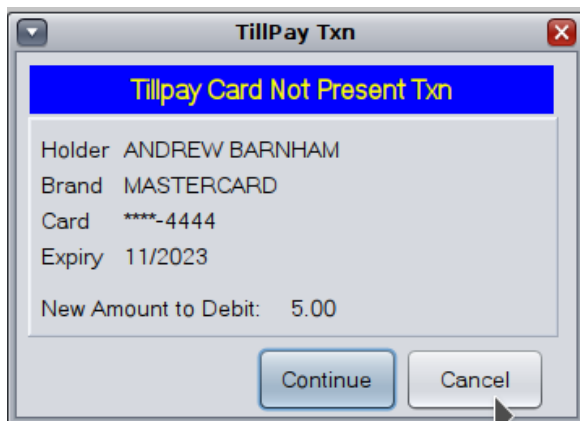 TillPay Txn
Tillpay Card Not Present Txn
Holder ANDREW BARNHAM
Brand MASTERCARD
Card ****-4444
Expiry 11/2023
New Amount to Debit: 5.00
Continue Cancel